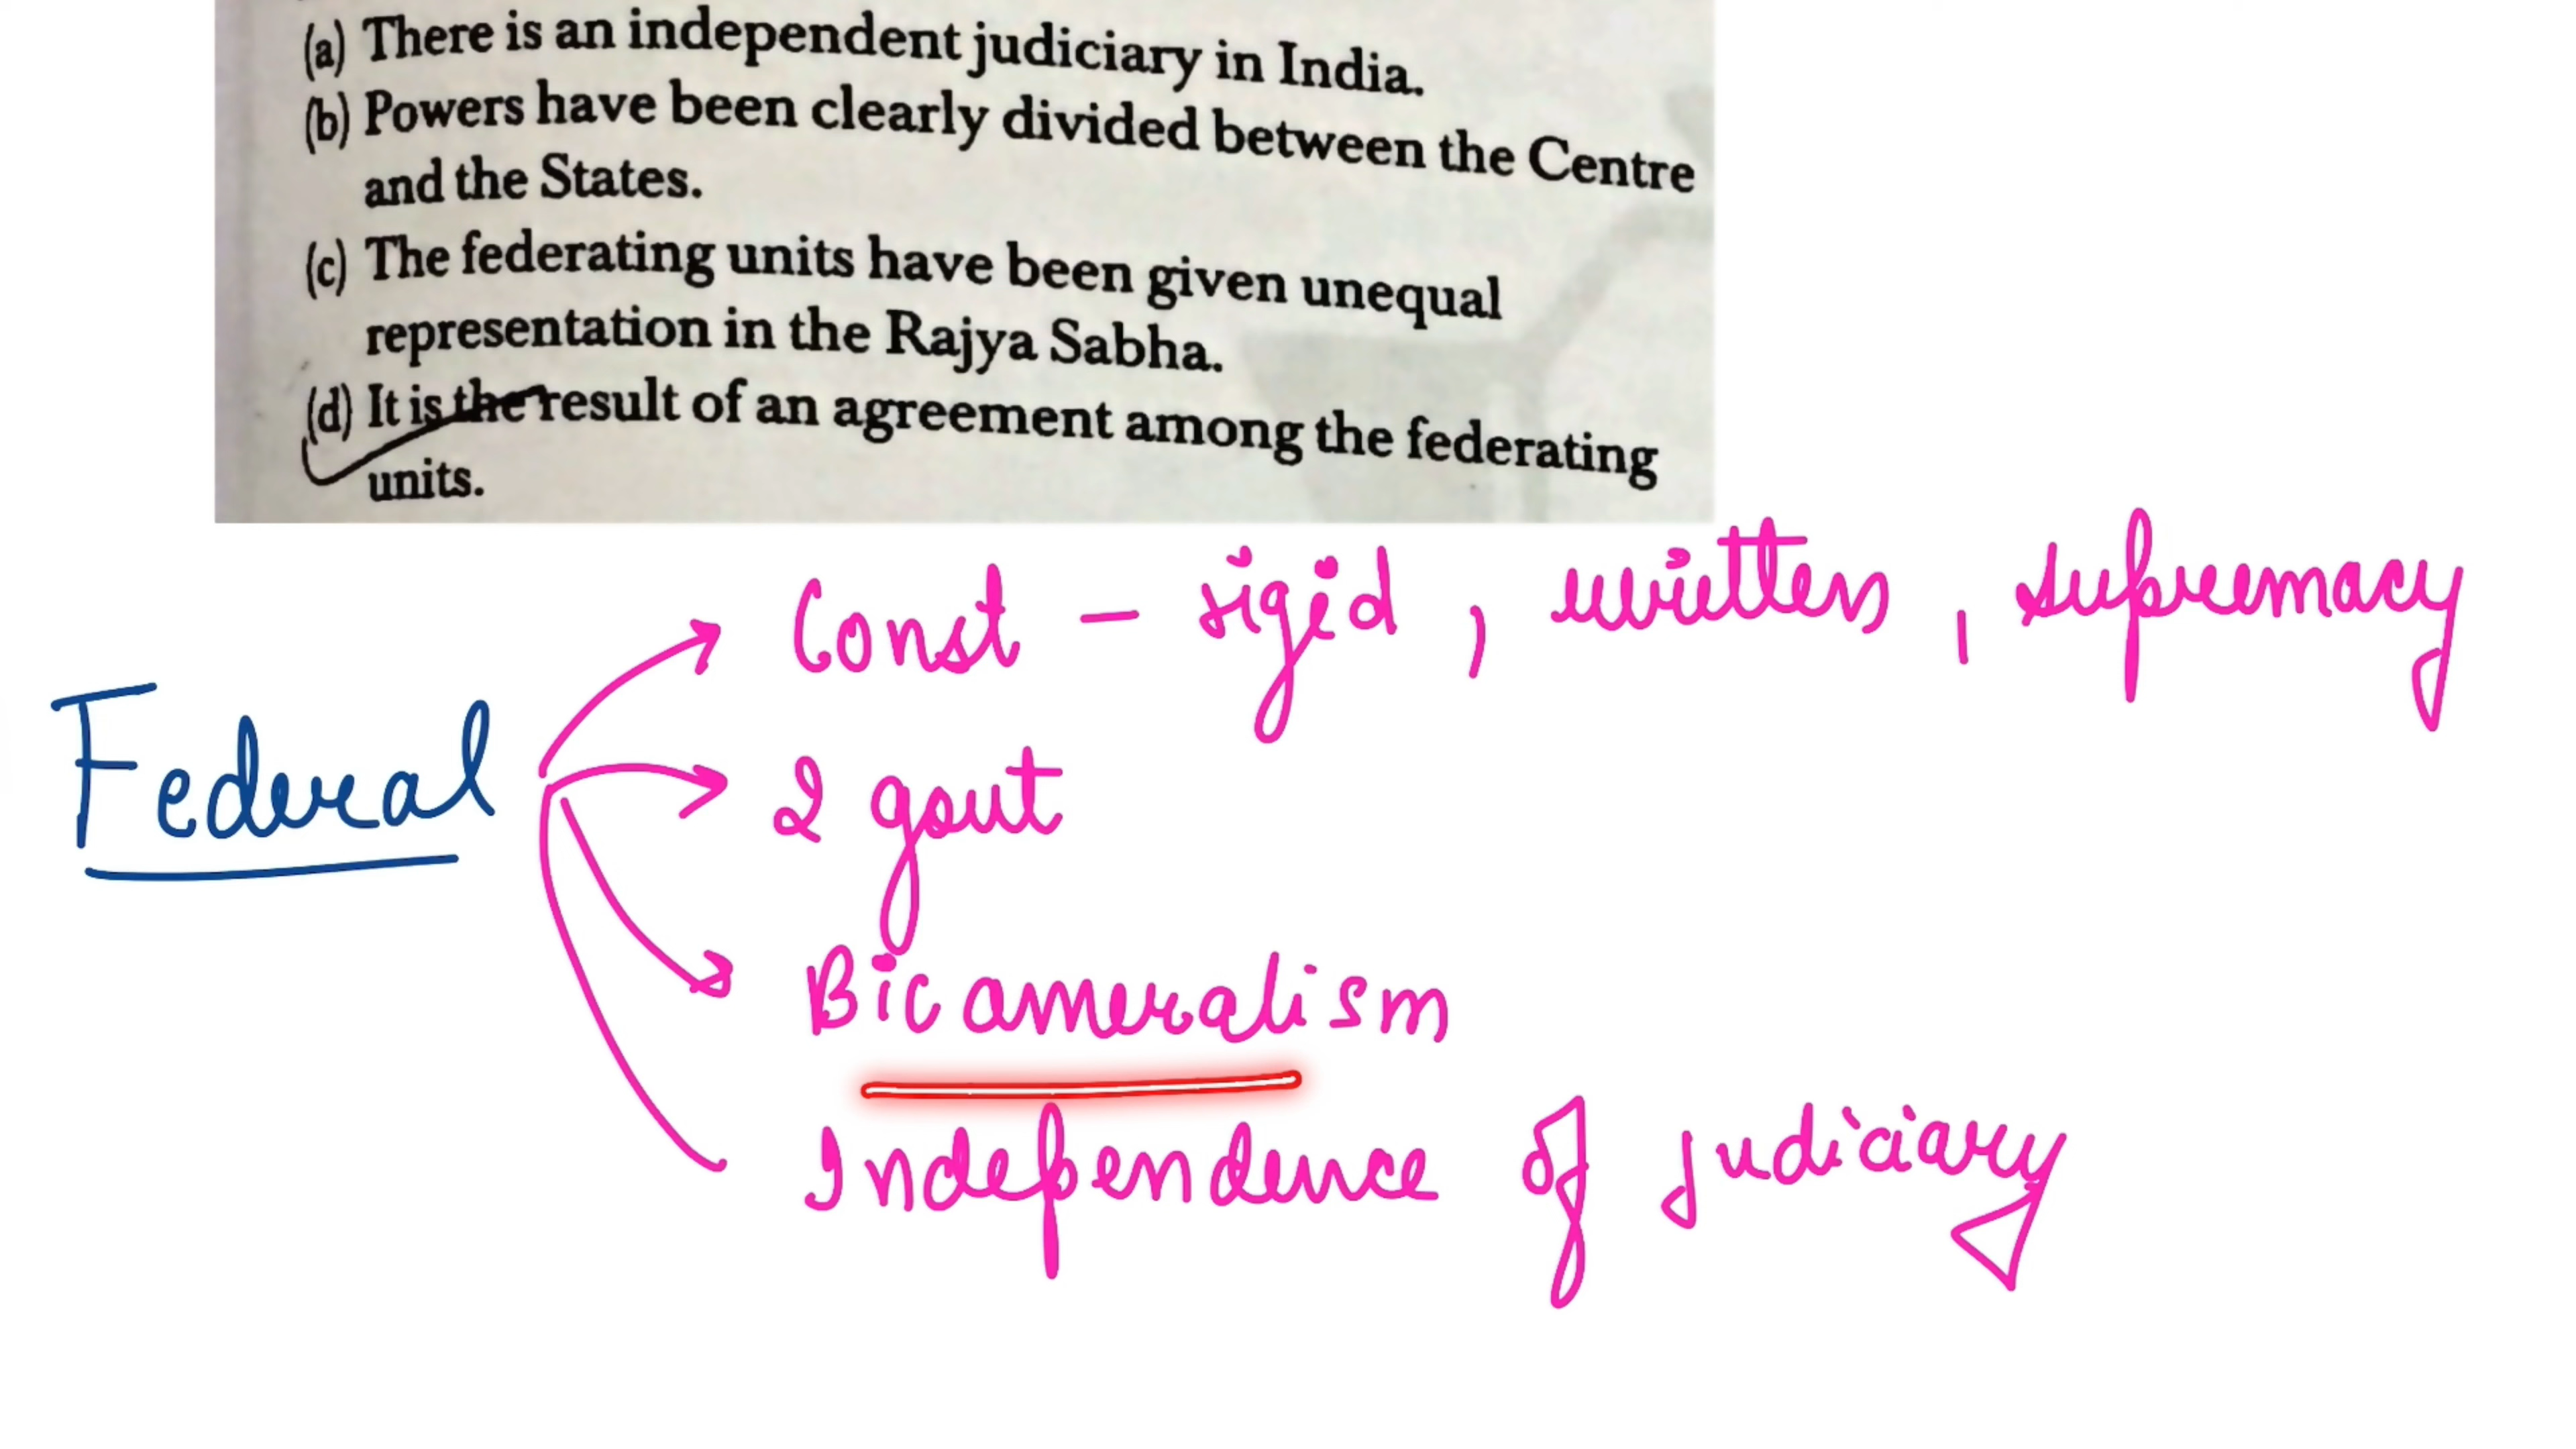 (a) There is an independent judiciary in India.
(b) Powers have been clearly divided between the Centre
and the States.
(c) The federating units have been given unequal
representation in the Rajya Sabha.
(d) It is the result of an agreement among the federating
units.
Const - rigid, written, supremacy
Federal
2 govt
Bicameralism
Independence of judiciary